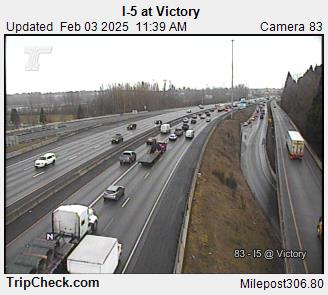 I-5 at Victory
Updated  Feb 03 2025  11:39 AM
Camera 83
N
83 - I5 @ Victory
TripCheck.com
Milepost306.80